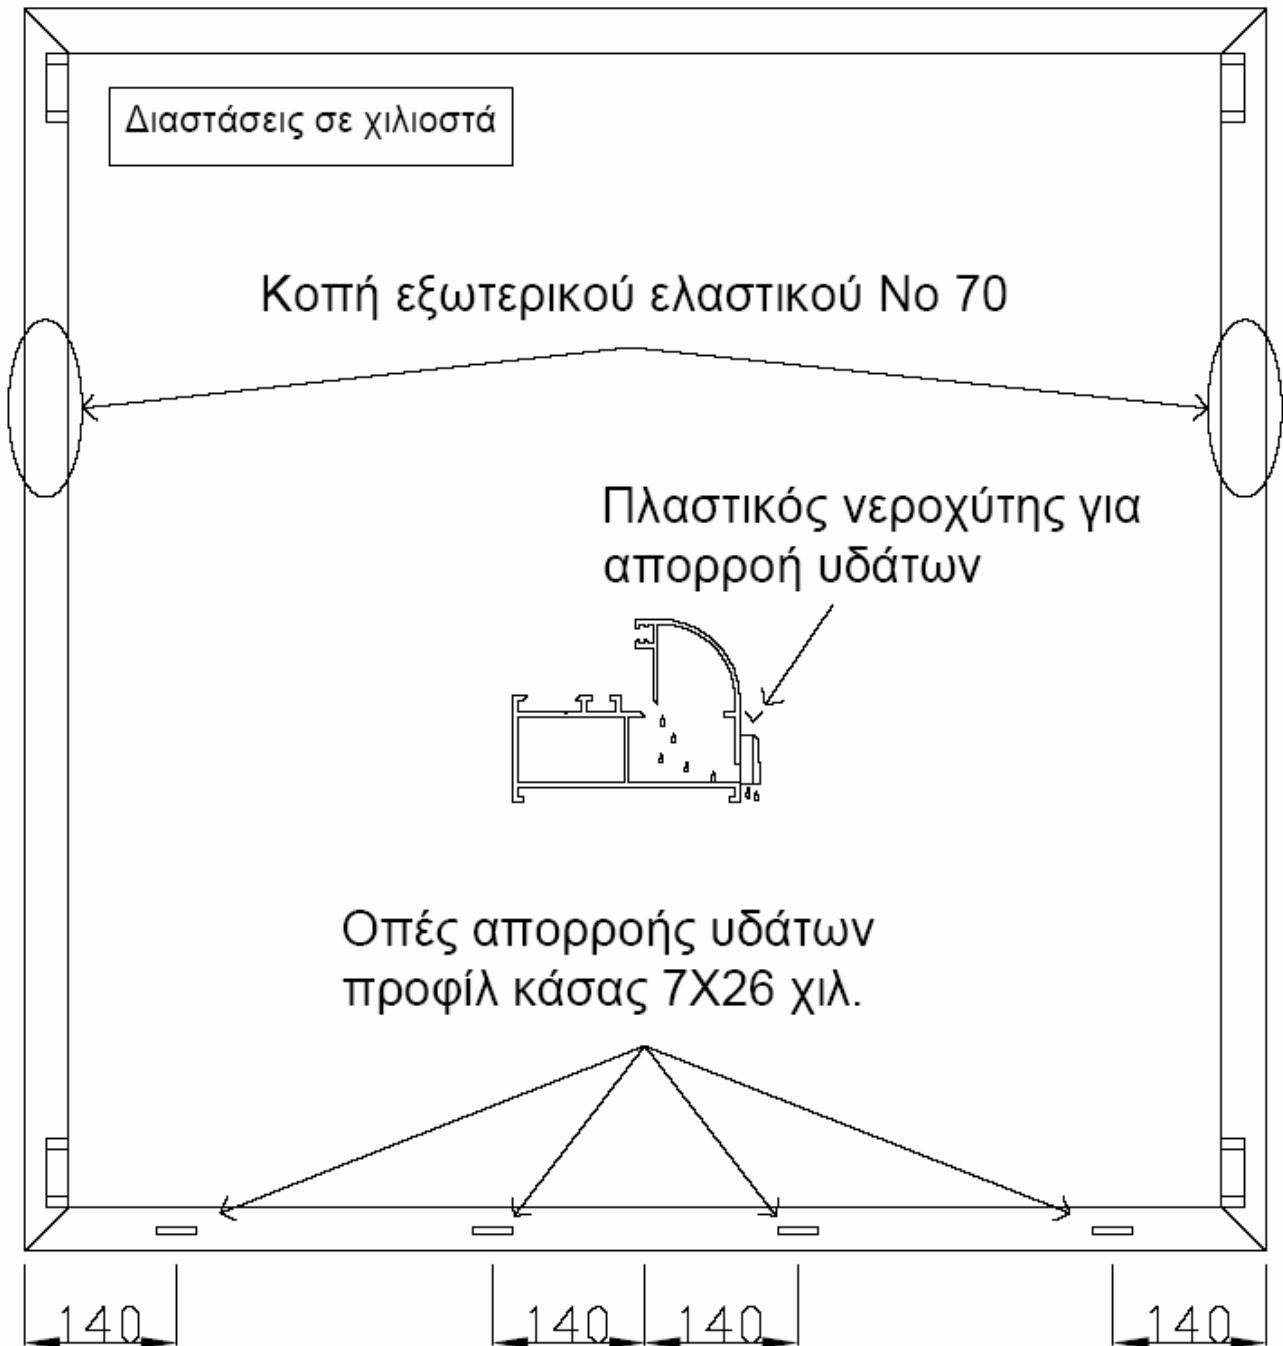 Διαστάσεις σε χιλιοστά
Κοπή εξωτερικού ελαστικού Νο 70
Πλαστικός νεροχύτης για
απορροή υδάτων
Οπές απορροής υδάτων
προφίλ κάσας 7Χ26 χιλ.
140 140 140 140